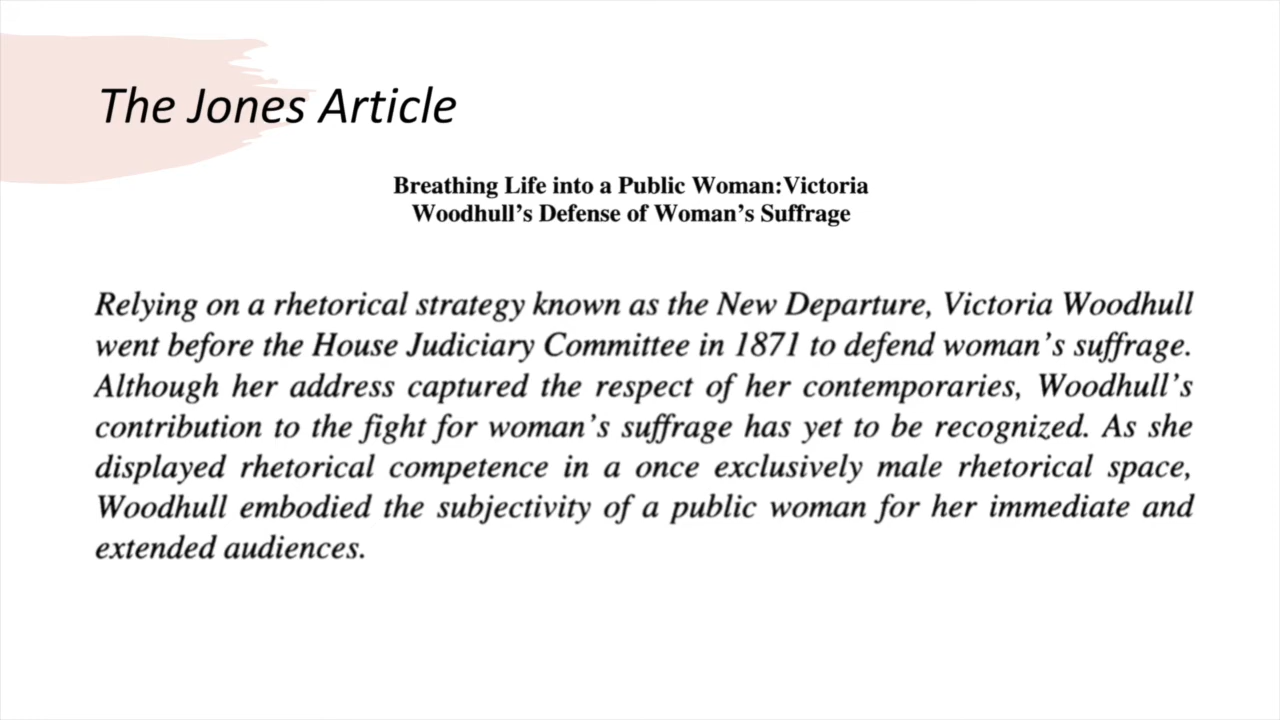 The Jones Article
Breathing Life into a Public Woman:Victoria
Woodhull's Defense of Woman's Suffrage
Relying on a rhetorical strategy known as the New Departure, Victoria Woodhull
went before the House Judiciary Committee in 1871 to defend woman's suffrage.
Although her address captured the respect of her contemporaries, Woodhull's
contribution to the fight for woman's suffrage has yet to be recognized. As she
displayed rhetorical competence in a once exclusively male rhetorical space,
Woodhull embodied the subjectivity of a public woman for her immediate and
extended audiences.